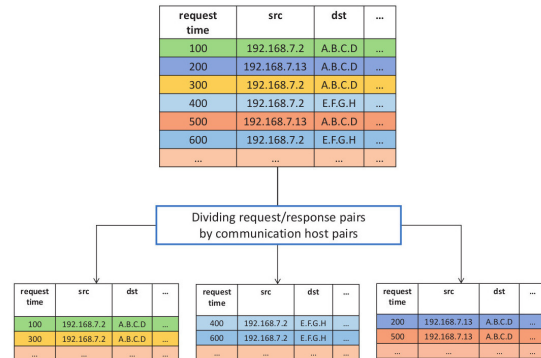 request time src dst ...
100 192.168.7.2 A.B.C.D ...
200 192.168.7.13 A.B.C.D ...
300 192.168.7.2 A.B.C.D ...
400 192.168.7.2 E.F.G.H ...
500 192.168.7.13 A.B.C.D ...
600 192.168.7.2 E.F.G.H ...
... ... ... ...
Dividing request/response pairs
by communication host pairs
request time src dst ...
100 192.168.7.2 A.B.C.D ...
300 192.168.7.2 A.B.C.D ...
... ... ... ...
request time src dst ...
400 192.168.7.2 E.F.G.H ...
600 192.168.7.2 E.F.G.H ...
... ... ... ...
request time src dst ...
200 192.168.7.13 A.B.C.D ...
500 192.168.7.13 A.B.C.D ...
... ... ... ...